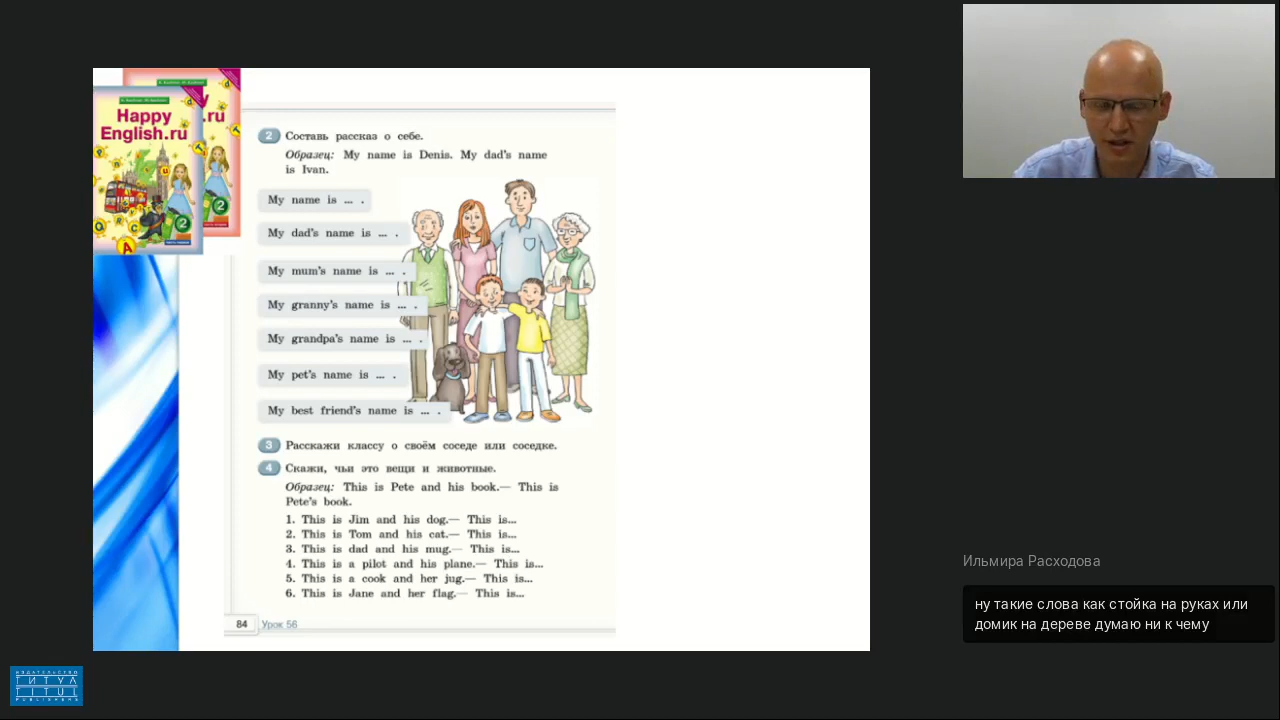 Happy
English.ru
2
.ru
2
2 Составь рассказ о себе.
Образец: My name is Denis. My dad's name
is Ivan.
My name is ... .
My dad's name is ... .
My mum's name is ... .
My granny's name is ... .
My grandpa's name is ... .
My pet's name is ... .
My best friend's name is ... .
3 Расскажи классу о своём соседе или соседке.
4 Скажи, чьи это вещи и животные.
Образец: This is Pete and his book.— This is
Pete's book.
1. This is Jim and his dog.— This is...
2. This is Tom and his cat.— This is...
3. This is dad and his mug.— This is...
4. This is a pilot and his plane.— This is...
5. This is a cook and her jug.— This is...
6. This is Jane and her flag.— This is...
84 Урок 56
Ильмира Расходова
ну такие слова как стойка на руках или
домик на дереве думаю ни к чему
ИЗДАТЕЛЬСТВО
ТИТУЛ
TITUL
PUBLISHERS